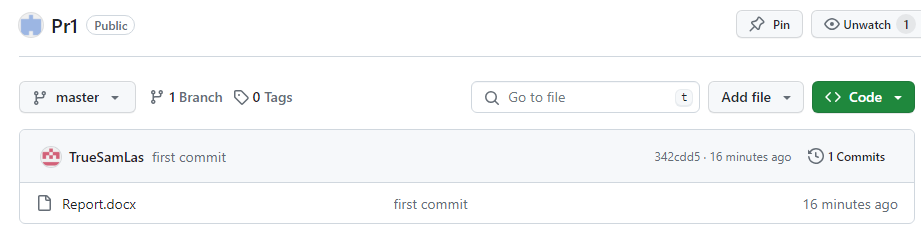 Pr1 Public Pin Unwatch 1
master 1 Branch 0 Tags Go to file t Add file Code
TrueSamLas first commit 342cdd5 · 16 minutes ago 1 Commits
Report.docx first commit 16 minutes ago